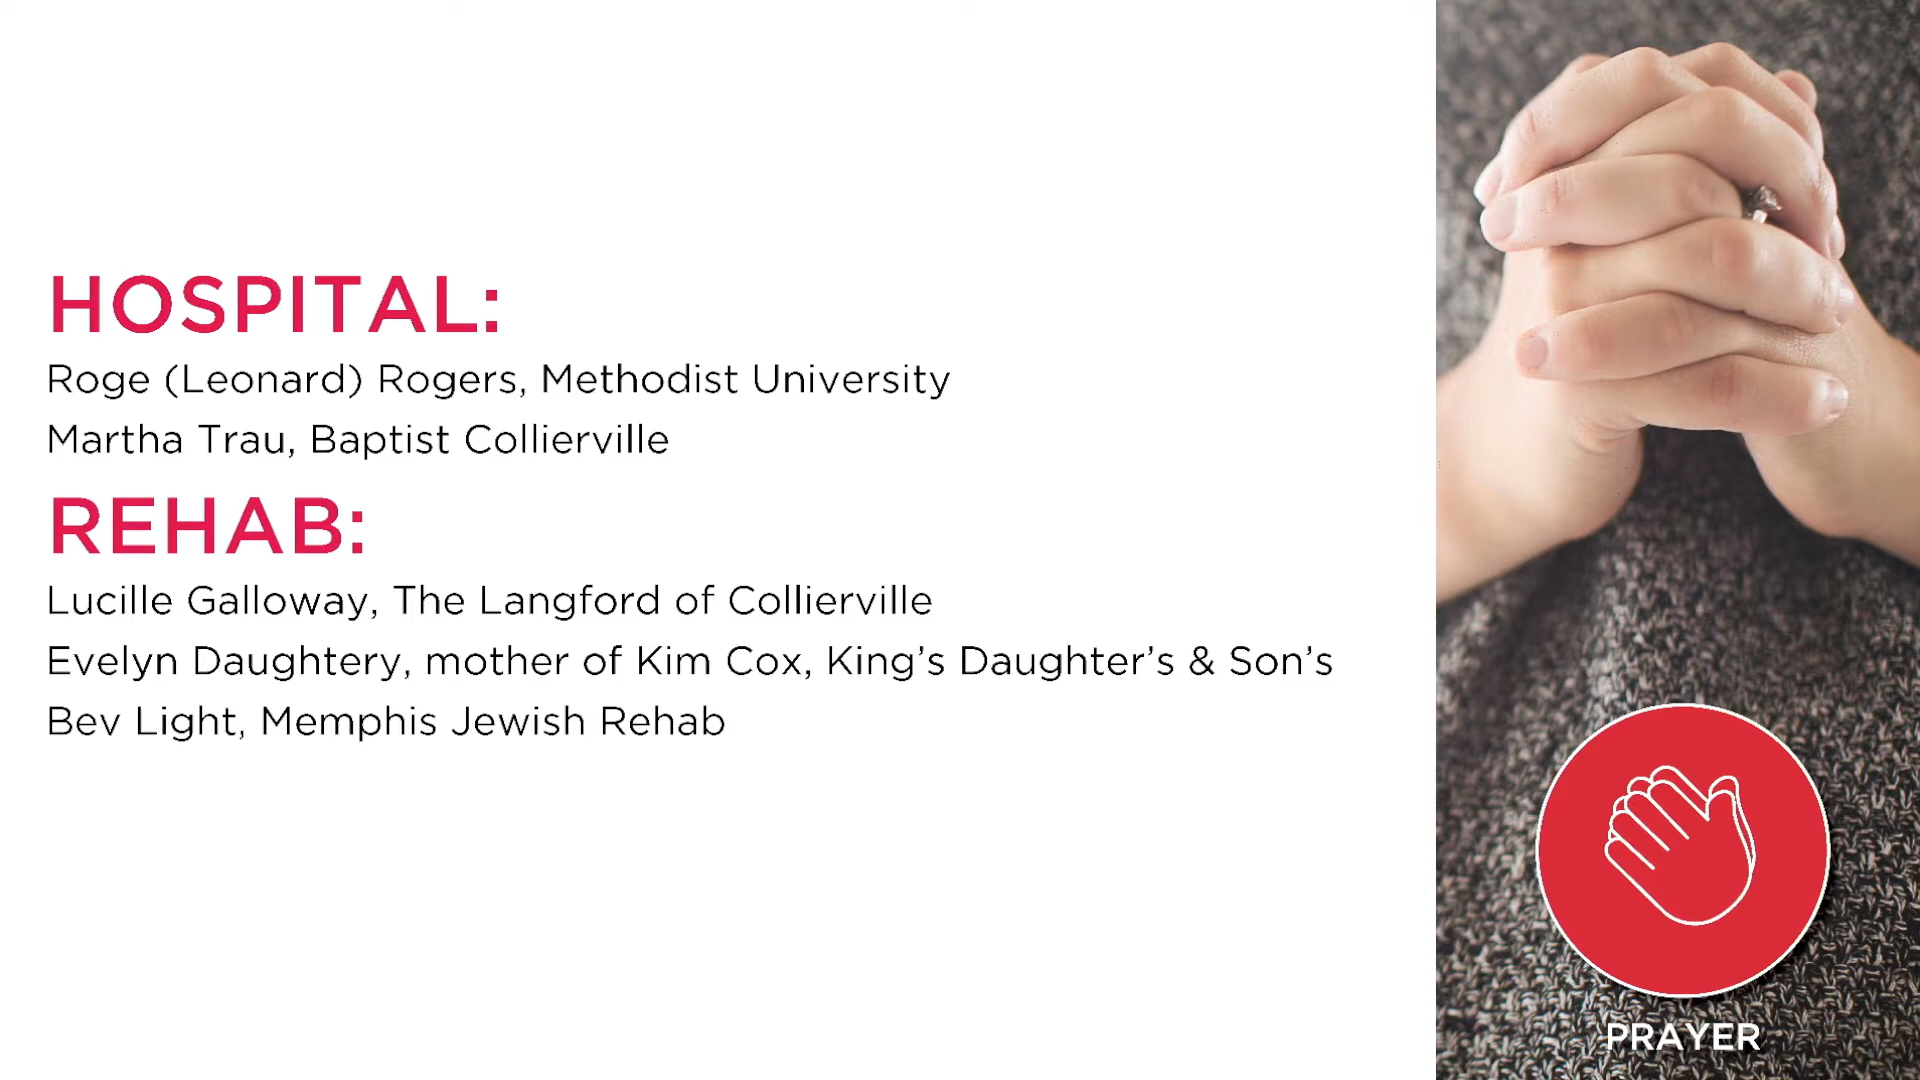 HOSPITAL:
Roge (Leonard) Rogers, Methodist University
Martha Trau, Baptist Collierville
REHAB:
Lucille Galloway, The Langford of Collierville
Evelyn Daughtery, mother of Kim Cox, King’s Daughter’s & Son’s
Bev Light, Memphis Jewish Rehab
PRAYER